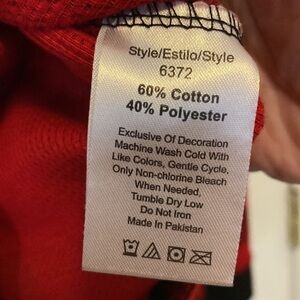 Style/Estilo/Style
6372
60% Cotton
40% Polyester
Exclusive Of Decoration
Machine Wash Cold With
Like Colors, Gentle Cycle,
Only Non-chlorine Bleach
When Needed,
Tumble Dry Low
Do Not Iron
Made In Pakistan